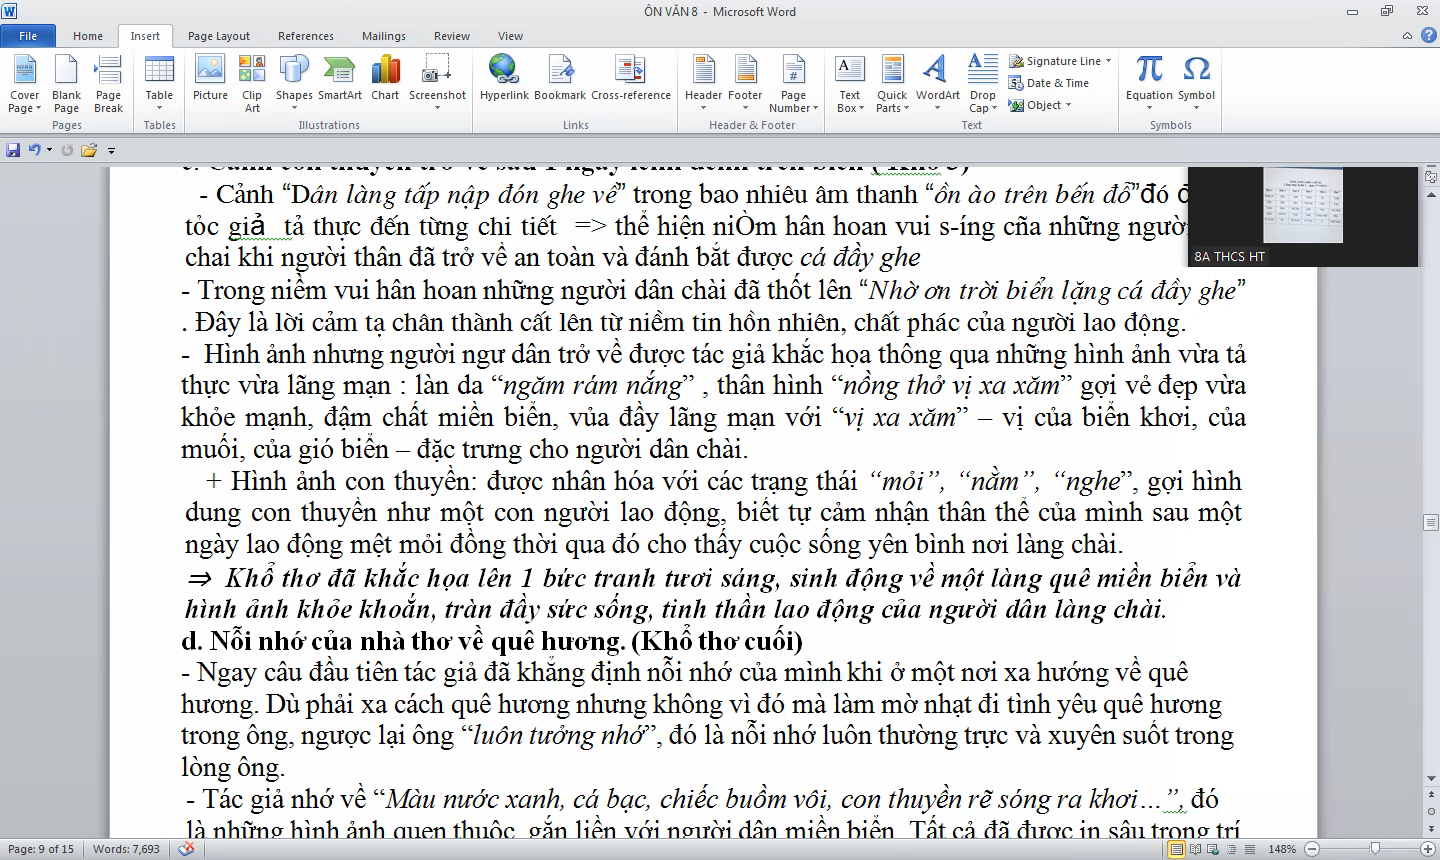 ÔN VĂN 8 - Microsoft Word
File Home Insert Page Layout References Mailings Review View
Cover Page Blank Page Page Break Table Picture Clip Art Shapes SmartArt Chart Screenshot Hyperlink Bookmark Cross-reference Header Footer Page Number Text Box Quick Parts WordArt Drop Cap Signature Line Date & Time Object Equation Symbol
Pages Tables Illustrations Links Header & Footer Text Symbols
c. Cảnh con thuyền trở về sau 1 ngày lênh đênh trên biển ( Khổ 3)
- Cảnh “Dân làng tấp nập đón ghe về” trong bao nhiêu âm thanh “ồn ào trên bến đỗ”đó
tỏc giả tả thực đến từng chi tiết => thể hiện niÒm hân hoan vui s-íng cña những người
chai khi người thân đã trở về an toàn và đánh bắt được cá đầy ghe
8A THCS HT
- Trong niềm vui hân hoan những người dân chài đã thốt lên “Nhờ ơn trời biển lặng cá đầy ghe”
. Đây là lời cảm tạ chân thành cất lên từ niềm tin hồn nhiên, chất phác của người lao động.
- Hình ảnh nhưng người ngư dân trở về được tác giả khắc họa thông qua những hình ảnh vừa tả
thực vừa lãng mạn : làn da “ngăm rám nắng” , thân hình “nồng thở vị xa xăm” gợi vẻ đẹp vừa
khỏe mạnh, đậm chất miền biển, vủa đầy lãng mạn với “vị xa xăm” – vị của biển khơi, của
muối, của gió biển – đặc trưng cho người dân chài.
+ Hình ảnh con thuyền: được nhân hóa với các trạng thái “mỏi”, “nằm”, “nghe”, gợi hình
dung con thuyền như một con người lao động, biết tự cảm nhận thân thể của mình sau một
ngày lao động mệt mỏi đồng thời qua đó cho thấy cuộc sống yên bình nơi làng chài.
⇒ Khổ thơ đã khắc họa lên 1 bức tranh tươi sáng, sinh động về một làng quê miền biển và
hình ảnh khỏe khoắn, tràn đầy sức sống, tinh thần lao động của người dân làng chài.
d. Nỗi nhớ của nhà thơ về quê hương. (Khổ thơ cuối)
- Ngay câu đầu tiên tác giả đã khẳng định nỗi nhớ của mình khi ở một nơi xa hướng về quê
hương. Dù phải xa cách quê hương nhưng không vì đó mà làm mờ nhạt đi tình yêu quê hương
trong ông, ngược lại ông “luôn tưởng nhớ”, đó là nỗi nhớ luôn thường trực và xuyên suốt trong
lòng ông.
- Tác giả nhớ về “Màu nước xanh, cá bạc, chiếc buồm vôi, con thuyền rẽ sóng ra khơi…”, đó
là những hình ảnh quen thuộc, gắn liền với người dân miền biển. Tất cả đã được in sâu trong trí
Page: 9 of 15 Words: 7,693 148%